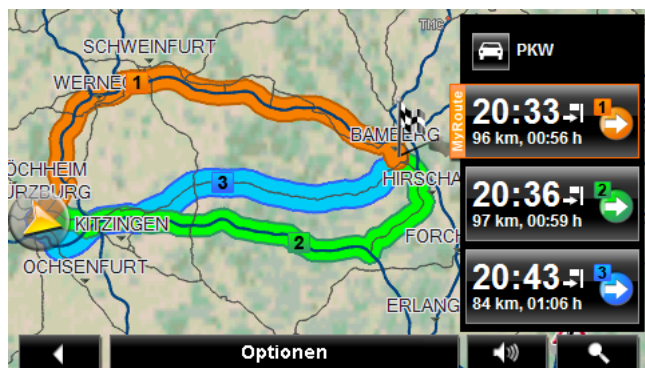 TMC
SCHWEINFURT
PKW
WERNEC
1
MyRoute
20:33
1
96 km, 00:56 h
BAMBERG
ÖCHHEIM
3
HIRSCHA
20:36
2
97 km, 00:59 h
ÜRZBURG
KITZINGEN
2
FORCH
OCHSENFURT
20:43
3
84 km, 01:06 h
ERLANG
Optionen